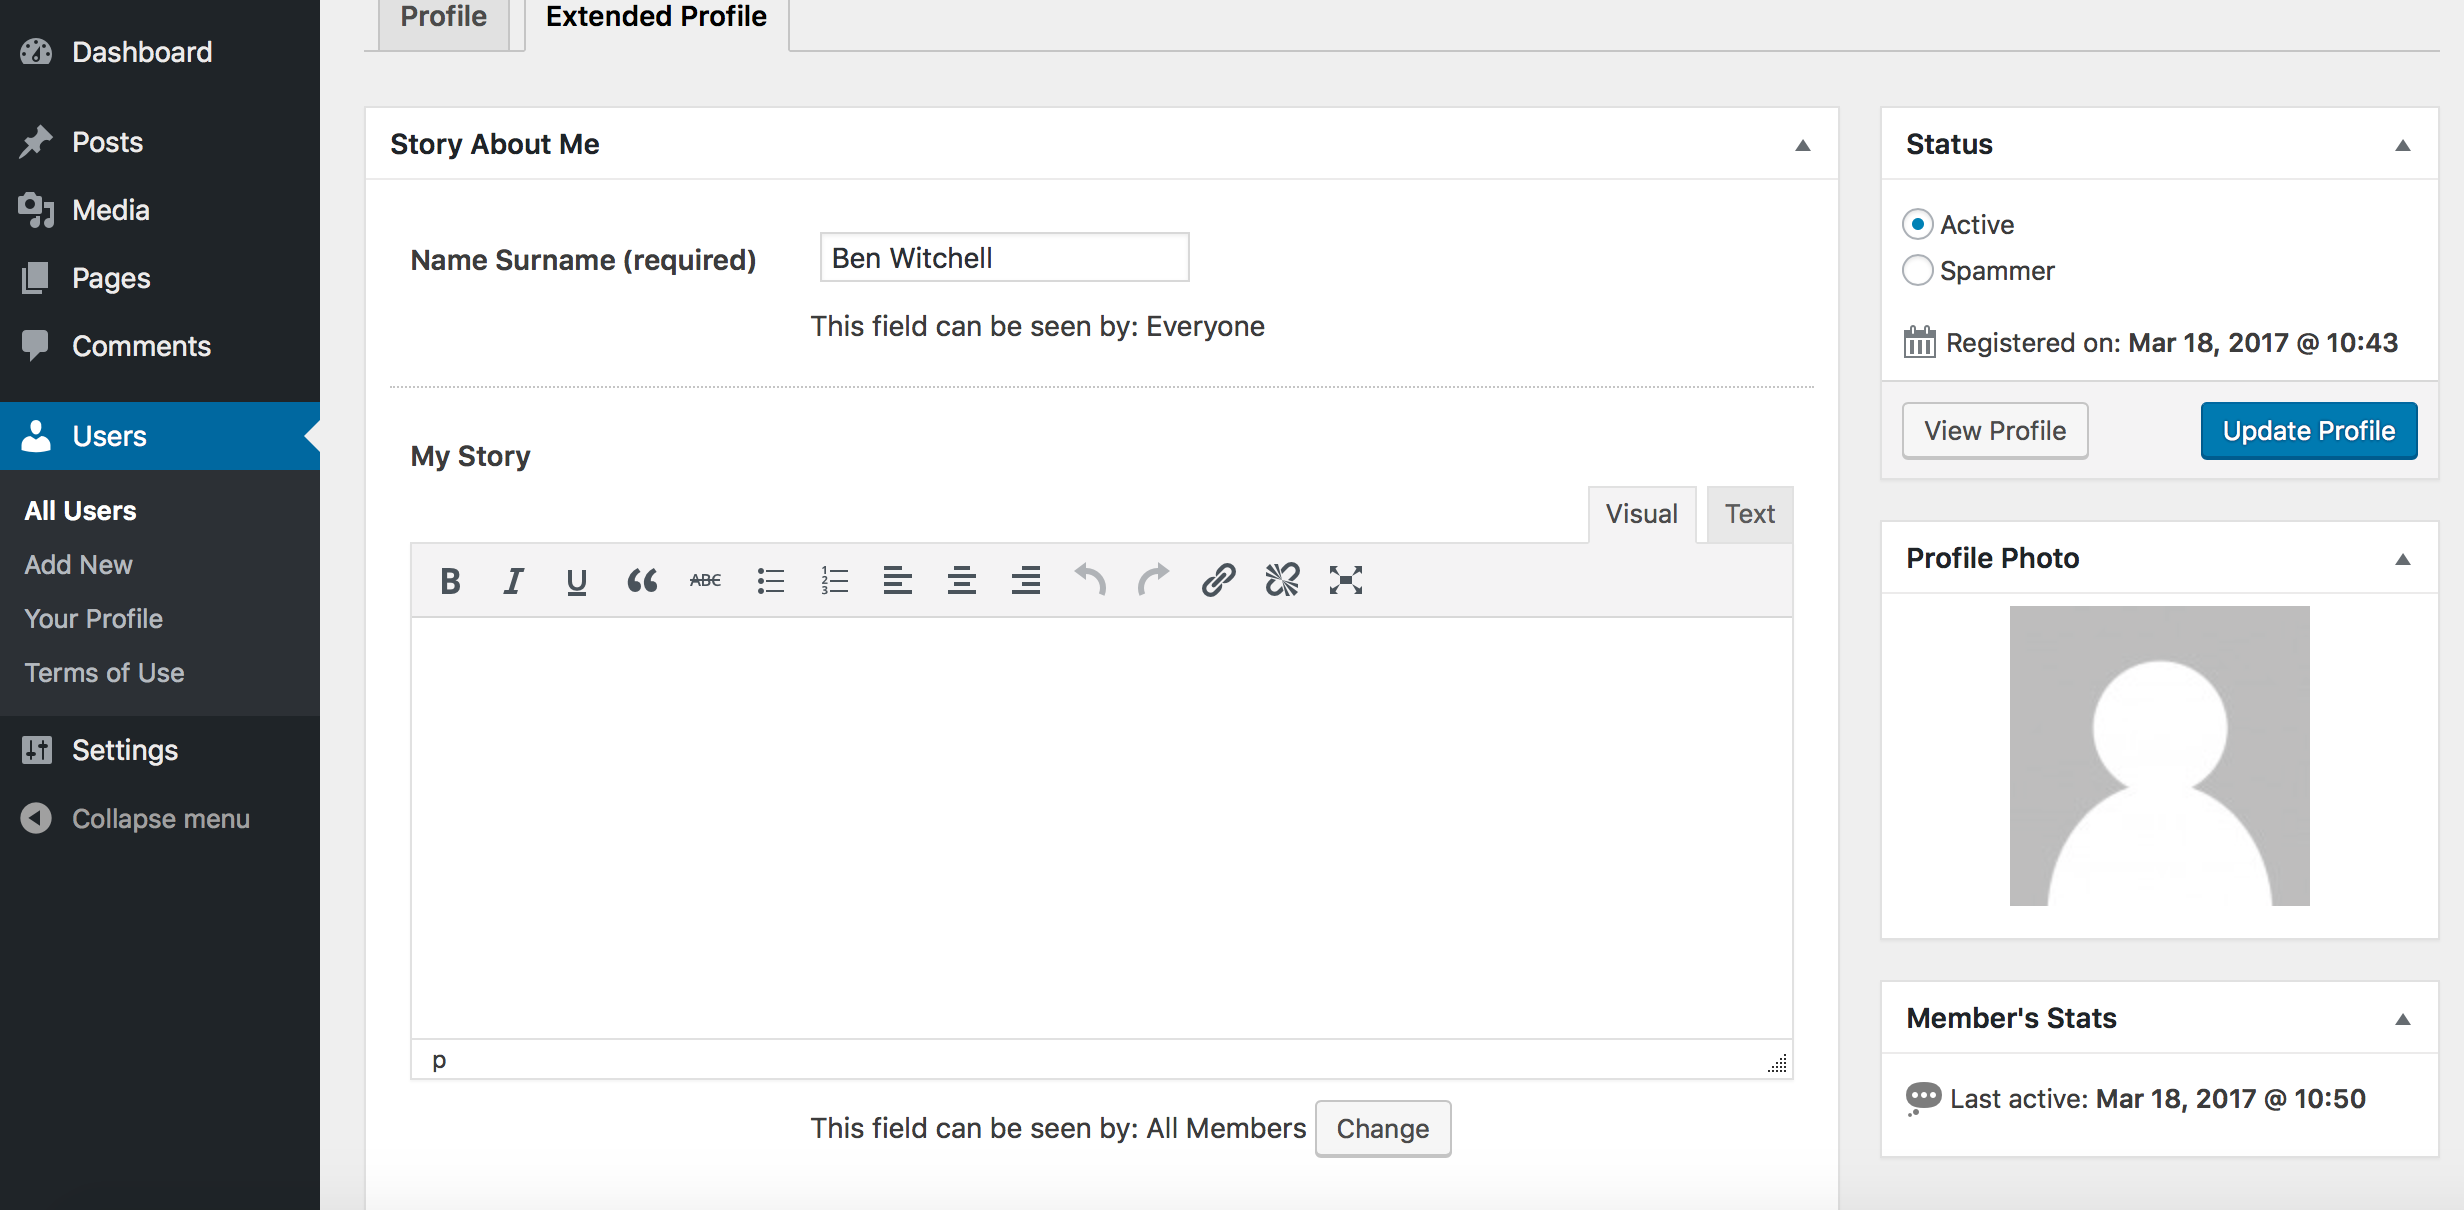 Dashboard
Posts
Media
Pages
Comments
Users
All Users
Add New
Your Profile
Terms of Use
Settings
Collapse menu
Profile
Extended Profile
Story About Me
Name Surname (required)
Ben Witchell
This field can be seen by: Everyone
My Story
Visual
Text
B I U “ ABC
1
2
3
p
This field can be seen by: All Members
Change
Status
Active
Spammer
Registered on: Mar 18, 2017 @ 10:43
View Profile
Update Profile
Profile Photo
Member's Stats
Last active: Mar 18, 2017 @ 10:50